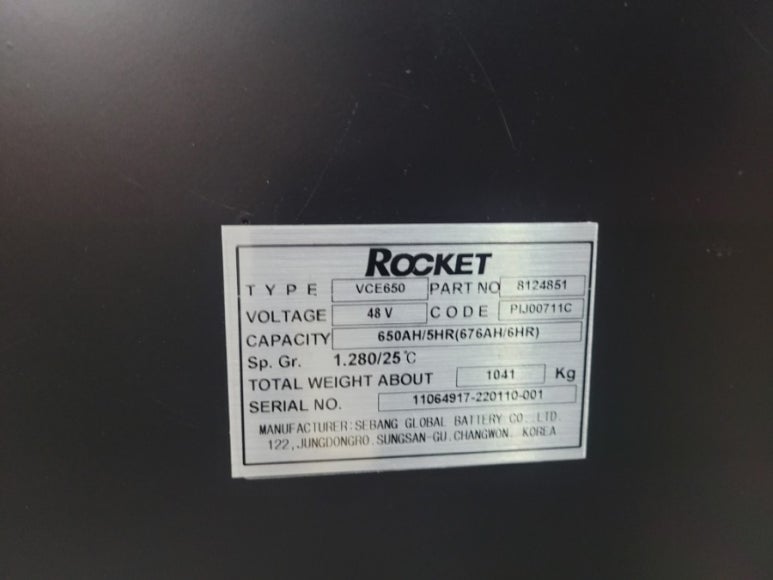 ROCKET
TYPE VCE650 PART NO 8124851
VOLTAGE 48 V CODE PIJ00711C
CAPACITY 650AH/5HR(676AH/6HR)
Sp. Gr. 1.280/25℃
TOTAL WEIGHT ABOUT 1041 Kg
SERIAL NO. 11064917-220110-001
MANUFACTURER:SEBANG GLOBAL BATTERY CO.,LTD.
122,JUNGDONGRO.SUNGSAN-GU.CHANGWON. KOREA